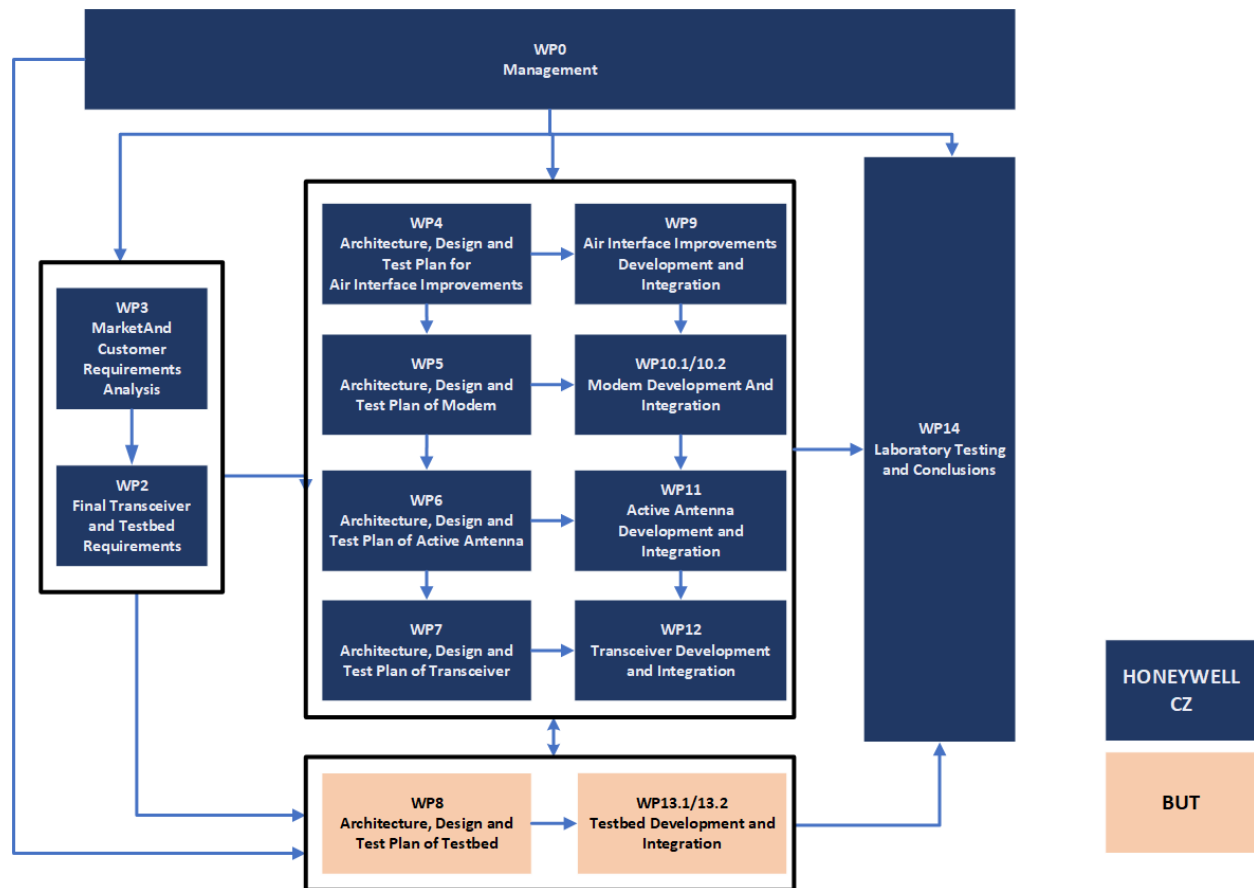 WP0
Management
WP4
Architecture, Design and
Test Plan for
Air Interface Improvements
WP9
Air Interface Improvements
Development and
Integration
WP3
MarketAnd
Customer
Requirements
Analysis
WP5
Architecture, Design and
Test Plan of Modem
WP10.1/10.2
Modem Development And
Integration
WP14
Laboratory Testing
and Conclusions
WP2
Final Transceiver
and Testbed
Requirements
WP6
Architecture, Design and
Test Plan of Active Antenna
WP11
Active Antenna
Development and
Integration
WP7
Architecture, Design and
Test Plan of Transceiver
WP12
Transceiver Development
and Integration
HONEYWELL
CZ
WP8
Architecture, Design and
Test Plan of Testbed
WP13.1/13.2
Testbed Development and
Integration
BUT